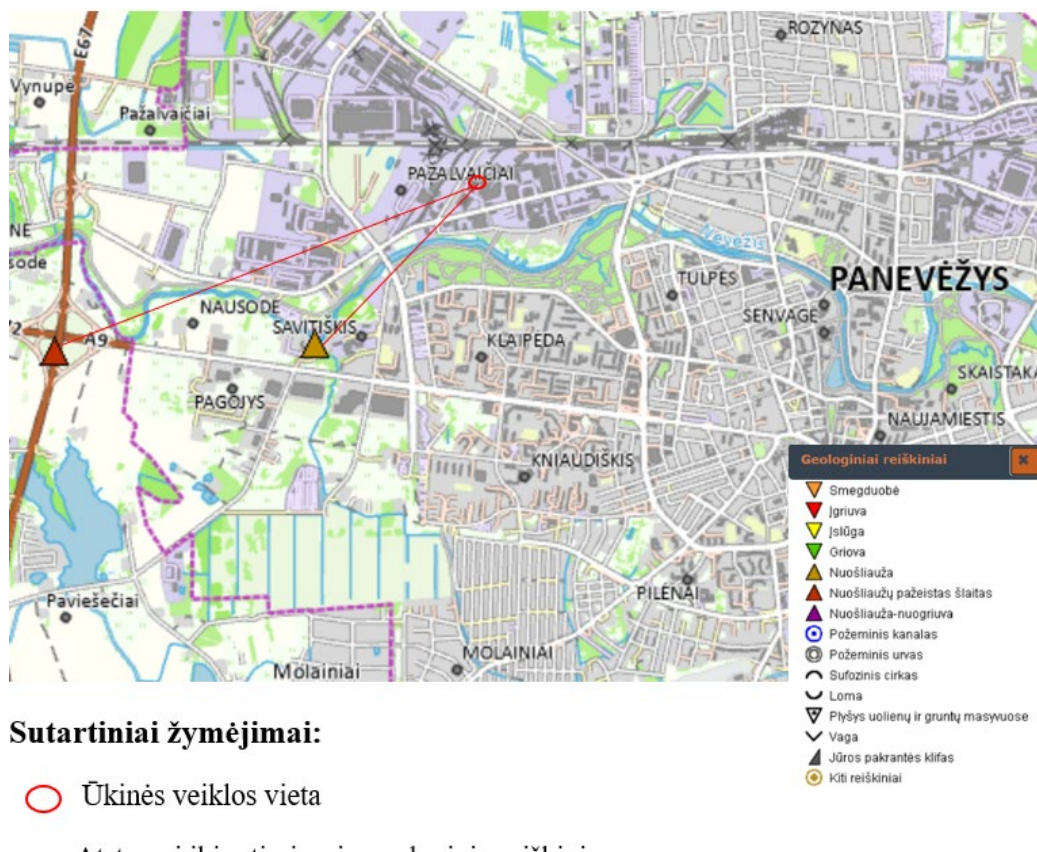 E67
ROZYNAS
Vynupė
Pažalvaičiai
PAŽALVAIČIAI
NE
sodė
Nevėžis
TULPĖS
PANEVĖŽYS
NAUSODĖ
SENVAGĖ
SAVITIŠKIS
A9
KLAIPĖDA
SKAISTAKA
PAGOJYS
NAUJAMIESTIS
KNIAUDIŠKIS
PILĖNAI
Paviešečiai
MOLAINIAI
Molainiai
Geologiniai reiškiniai
Smegduobė
Įgriuva
Įslūga
Griova
Nuošliauža
Nuošliaužų pažeistas šlaitas
Nuošliauža-nuogriuva
Požeminis kanalas
Požeminis urvas
Sufozinis cirkas
Loma
Plyšys uolienų ir gruntų masyvuose
Vaga
Jūros pakrantės klifas
Kiti reiškiniai
Sutartiniai žymėjimai:
Ūkinės veiklos vieta